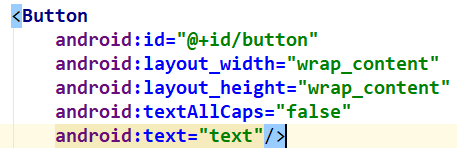 <Button
android:id="@+id/button"
android:layout_width="wrap_content"
android:layout_height="wrap_content"
android:textAllCaps="false"
android:text="text"/>